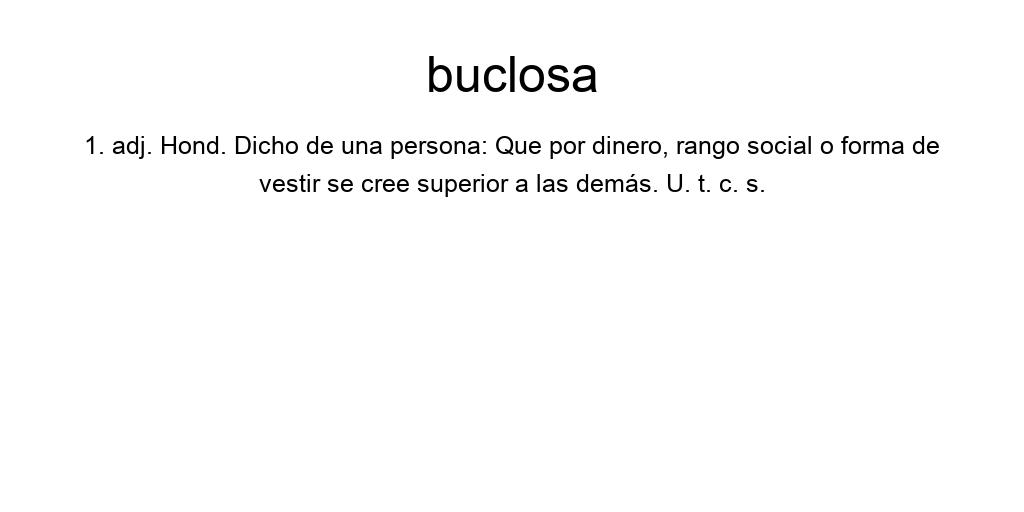 buclosa
1. adj. Hond. Dicho de una persona: Que por dinero, rango social o forma de
vestir se cree superior a las demás. U. t. c. s.